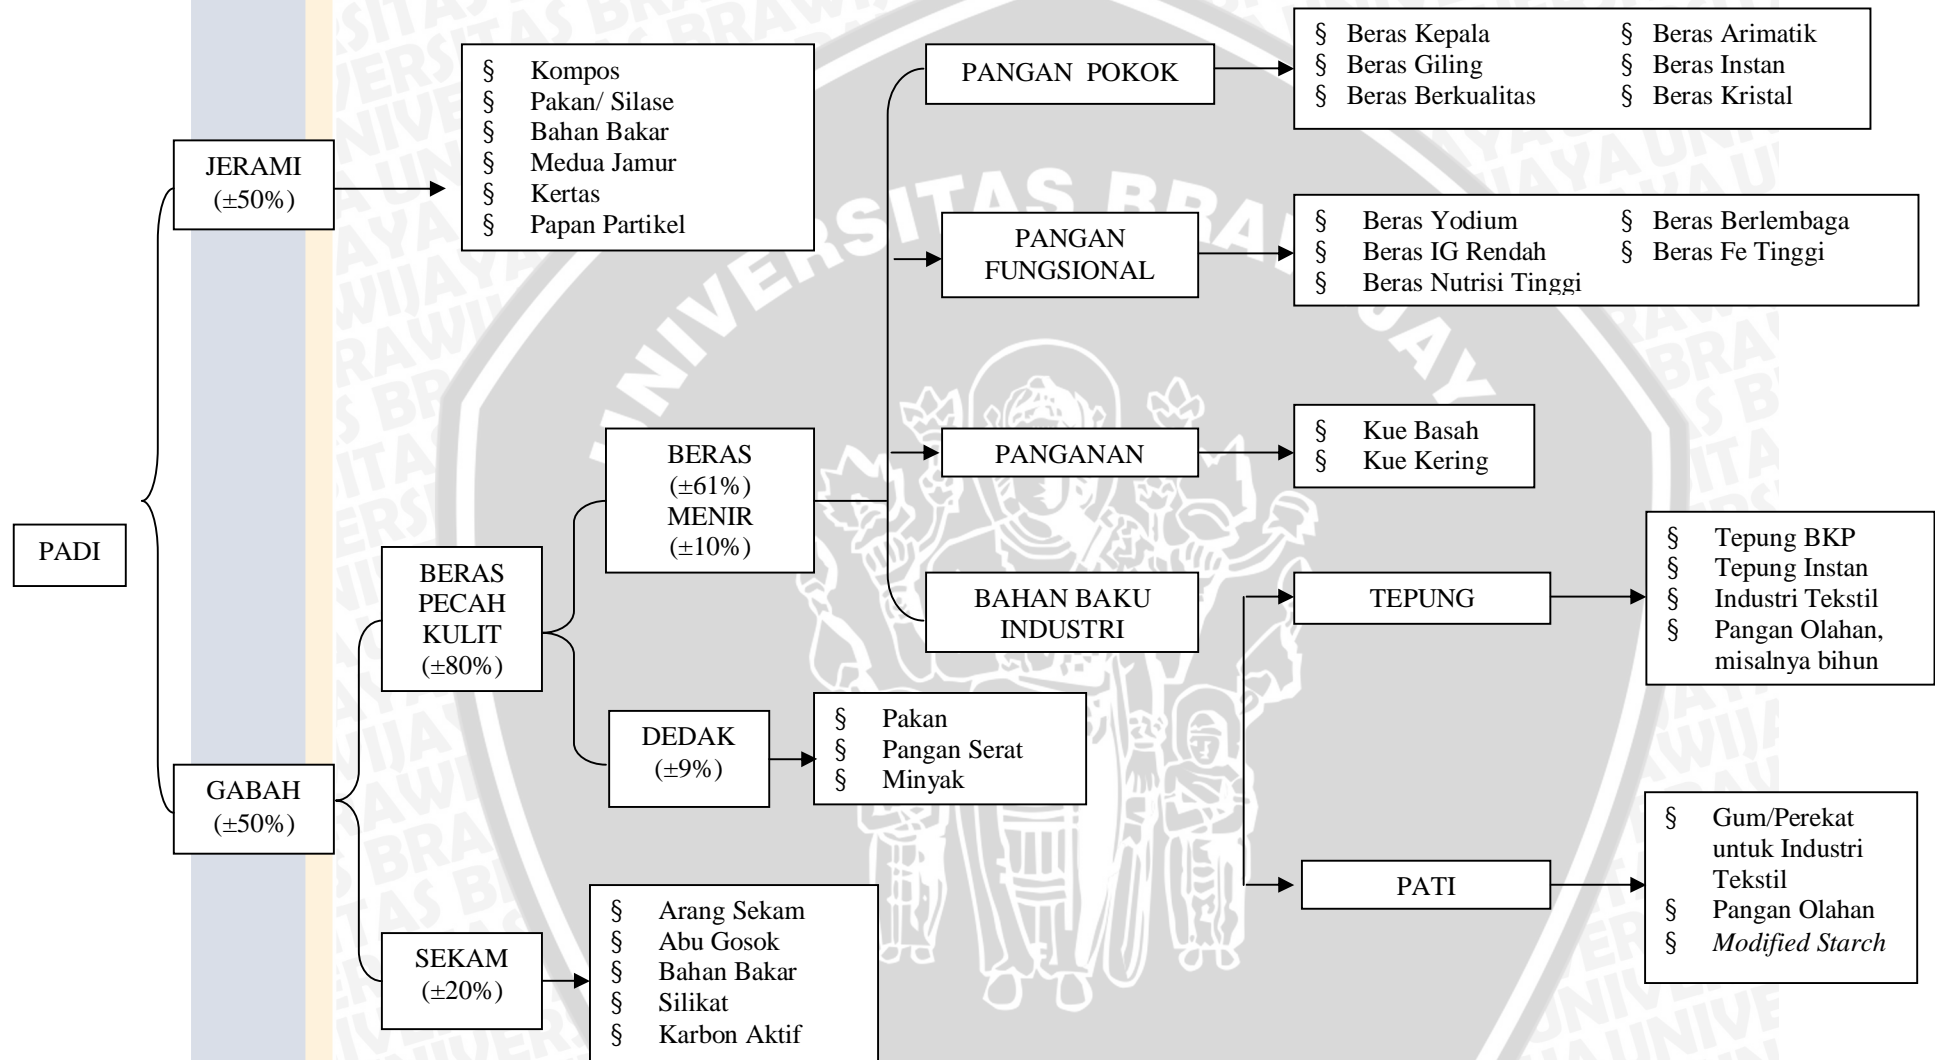 PADI
JERAMI
(±50%)
§ Kompos
§ Pakan/ Silase
§ Bahan Bakar
§ Medua Jamur
§ Kertas
§ Papan Partikel
GABAH
(±50%)
BERAS
PECAH
KULIT
(±80%)
BERAS
(±61%)
MENIR
(±10%)
PANGAN POKOK
§ Beras Kepala
§ Beras Giling
§ Beras Berkualitas
§ Beras Arimatik
§ Beras Instan
§ Beras Kristal
PANGAN
FUNGSIONAL
§ Beras Yodium
§ Beras IG Rendah
§ Beras Nutrisi Tinggi
§ Beras Berlembaga
§ Beras Fe Tinggi
PANGANAN
§ Kue Basah
§ Kue Kering
BAHAN BAKU
INDUSTRI
TEPUNG
§ Tepung BKP
§ Tepung Instan
§ Industri Tekstil
§ Pangan Olahan,
misalnya bihun
PATI
§ Gum/Perekat
untuk Industri
Tekstil
§ Pangan Olahan
§ Modified Starch
DEDAK
(±9%)
§ Pakan
§ Pangan Serat
§ Minyak
SEKAM
(±20%)
§ Arang Sekam
§ Abu Gosok
§ Bahan Bakar
§ Silikat
§ Karbon Aktif
UNIVERSITAS BRAWIJAYA